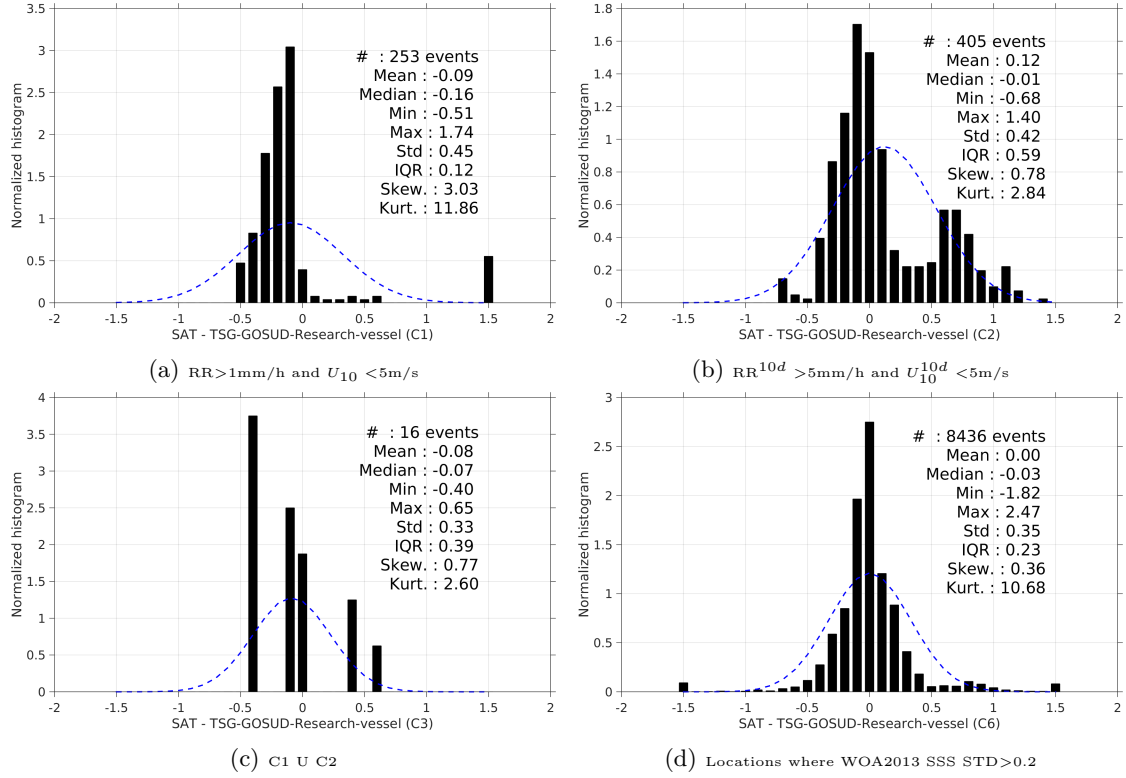 3.5
3
2.5
2
1.5
1
0.5
0
-2 -1.5 -1 -0.5 0 0.5 1 1.5 2
Normalized histogram
# : 253 events
Mean : -0.09
Median : -0.16
Min : -0.51
Max : 1.74
Std : 0.45
IQR : 0.12
Skew. : 3.03
Kurt. : 11.86
SAT - TSG-GOSUD-Research-vessel (C1)
(a) RR>1mm/h and U10 <5m/s
1.8
1.6
1.4
1.2
1
0.8
0.6
0.4
0.2
0
-2 -1.5 -1 -0.5 0 0.5 1 1.5 2
Normalized histogram
# : 405 events
Mean : 0.12
Median : -0.01
Min : -0.68
Max : 1.40
Std : 0.42
IQR : 0.59
Skew. : 0.78
Kurt. : 2.84
SAT - TSG-GOSUD-Research-vessel (C2)
(b) RR^10d >5mm/h and U10^10d <5m/s
4
3.5
3
2.5
2
1.5
1
0.5
0
-2 -1.5 -1 -0.5 0 0.5 1 1.5 2
Normalized histogram
# : 16 events
Mean : -0.08
Median : -0.07
Min : -0.40
Max : 0.65
Std : 0.33
IQR : 0.39
Skew. : 0.77
Kurt. : 2.60
SAT - TSG-GOSUD-Research-vessel (C3)
(c) C1 U C2
3
2.5
2
1.5
1
0.5
0
-2 -1.5 -1 -0.5 0 0.5 1 1.5 2
Normalized histogram
# : 8436 events
Mean : 0.00
Median : -0.03
Min : -1.82
Max : 2.47
Std : 0.35
IQR : 0.23
Skew. : 0.36
Kurt. : 10.68
SAT - TSG-GOSUD-Research-vessel (C6)
(d) Locations where WOA2013 SSS STD>0.2